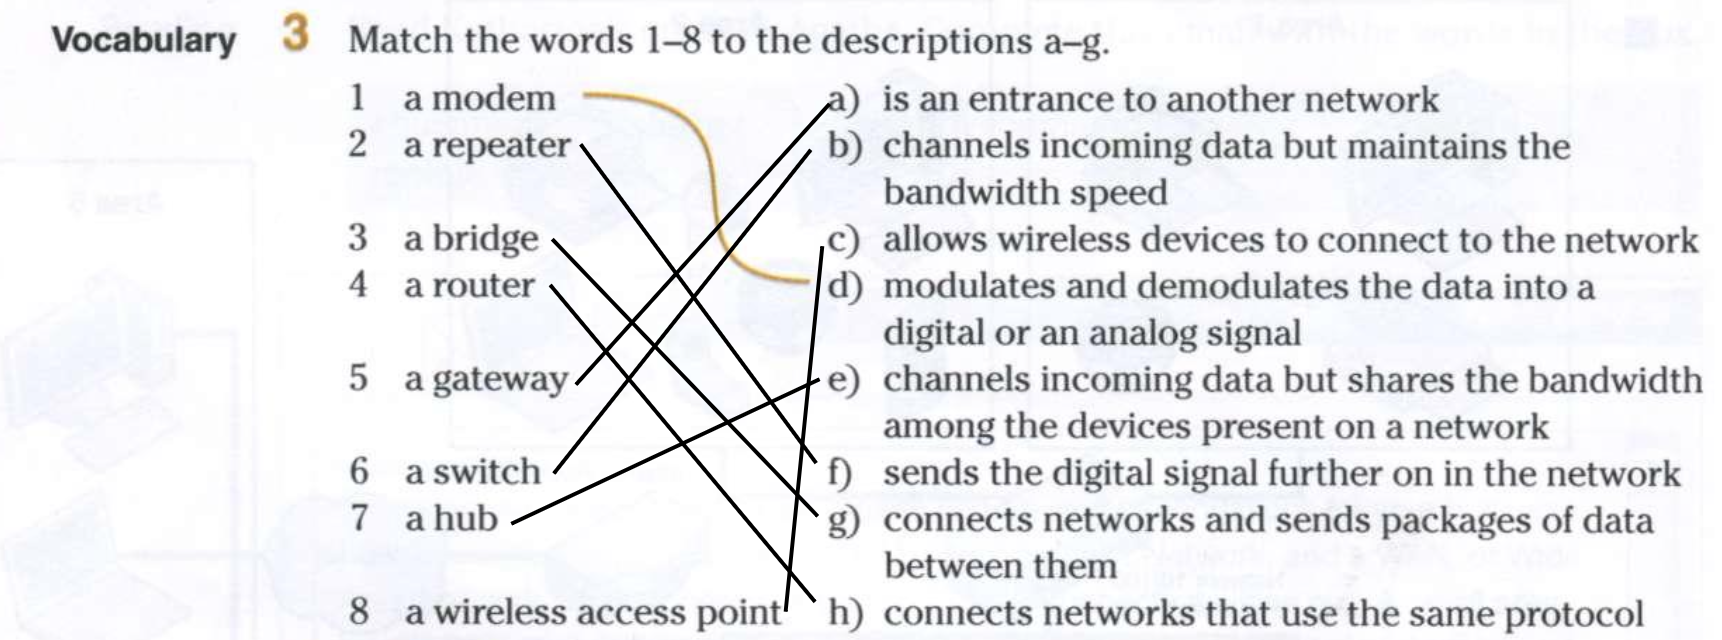 Vocabulary 3 Match the words 1–8 to the descriptions a–g.
1 a modem a) is an entrance to another network
2 a repeater b) channels incoming data but maintains the
bandwidth speed
3 a bridge c) allows wireless devices to connect to the network
4 a router d) modulates and demodulates the data into a
digital or an analog signal
5 a gateway e) channels incoming data but shares the bandwidth
among the devices present on a network
6 a switch f) sends the digital signal further on in the network
7 a hub g) connects networks and sends packages of data
between them
8 a wireless access point h) connects networks that use the same protocol